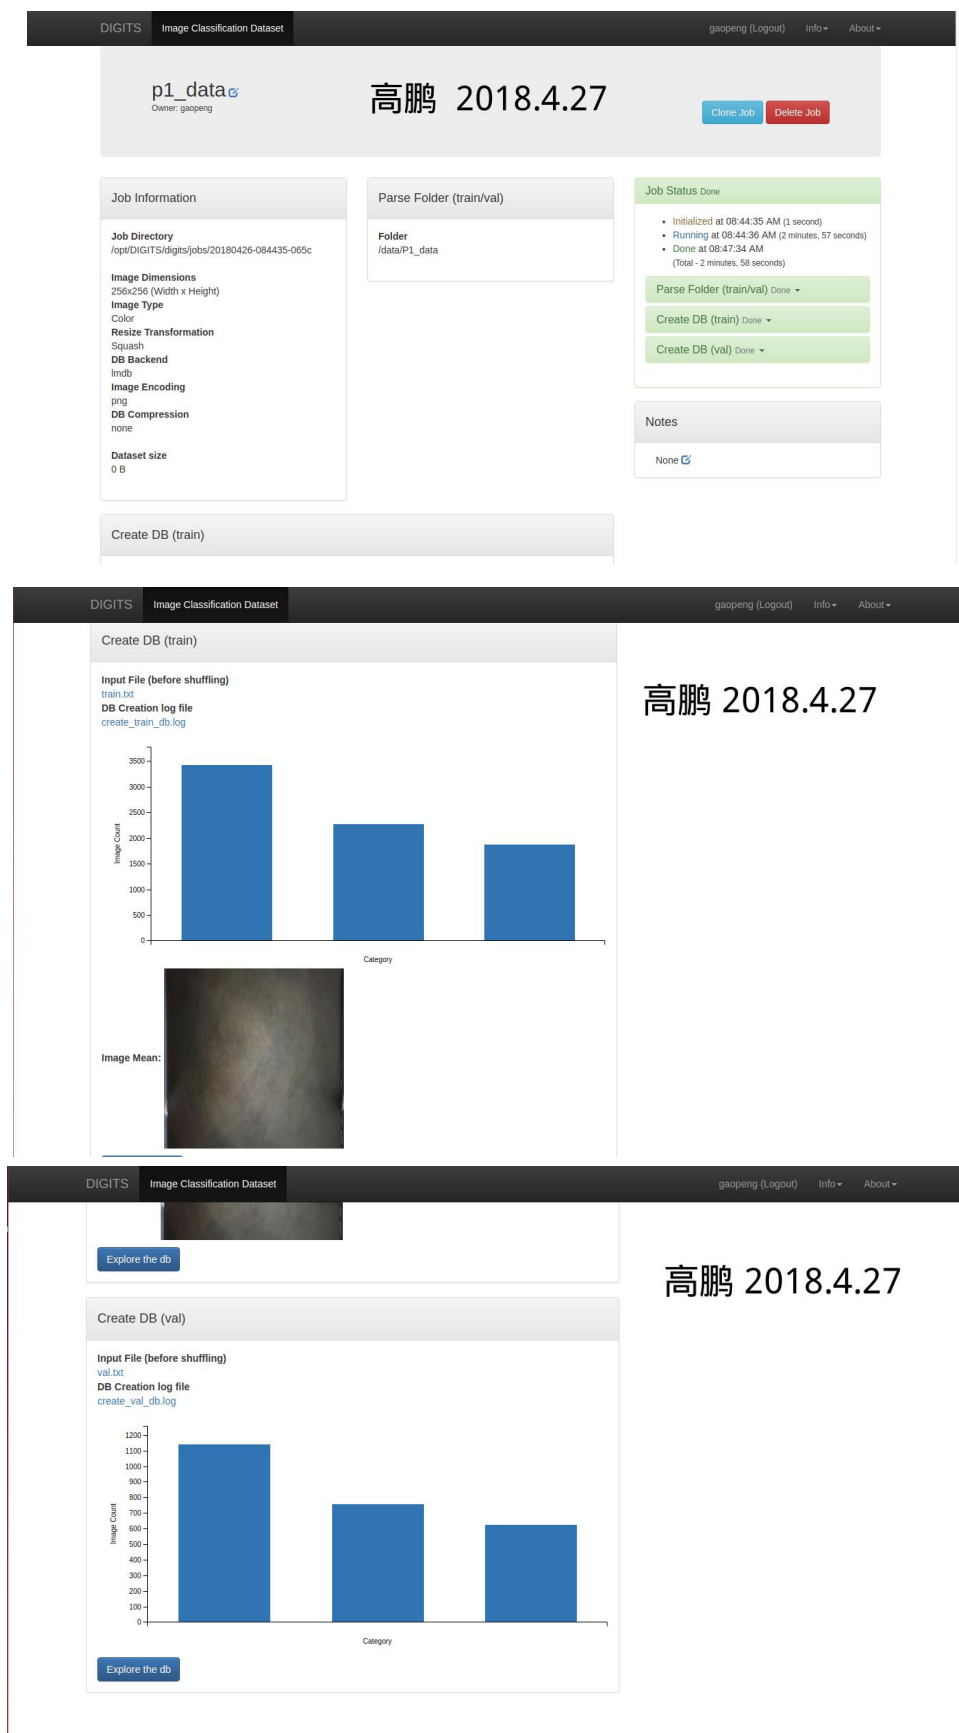 DIGITS Image Classification Dataset gaopeng (Logout) Info About
p1_data
Owner: gaopeng
高鹏 2018.4.27
Clone Job Delete Job
Job Information
Job Directory
/opt/DIGITS/digits/jobs/20180426-084435-065c
Image Dimensions
256x256 (Width x Height)
Image Type
Color
Resize Transformation
Squash
DB Backend
lmdb
Image Encoding
png
DB Compression
none
Dataset size
0 B
Parse Folder (train/val)
Folder
/data/P1_data
Job Status Done
Initialized at 08:44:35 AM (1 second)
Running at 08:44:36 AM (2 minutes, 57 seconds)
Done at 08:47:34 AM
(Total - 2 minutes, 58 seconds)
Parse Folder (train/val) Done
Create DB (train) Done
Create DB (val) Done
Notes
None
Create DB (train)
DIGITS Image Classification Dataset gaopeng (Logout) Info About
Create DB (train)
Input File (before shuffling)
train.txt
DB Creation log file
create_train_db.log
高鹏 2018.4.27
3500
3000
2500
2000
1500
1000
500
0
Image Count
Category
Image Mean:
DIGITS Image Classification Dataset gaopeng (Logout) Info About
Explore the db
高鹏 2018.4.27
Create DB (val)
Input File (before shuffling)
val.txt
DB Creation log file
create_val_db.log
1200
1100
1000
900
800
700
600
500
400
300
200
100
0
Image Count
Category
Explore the db